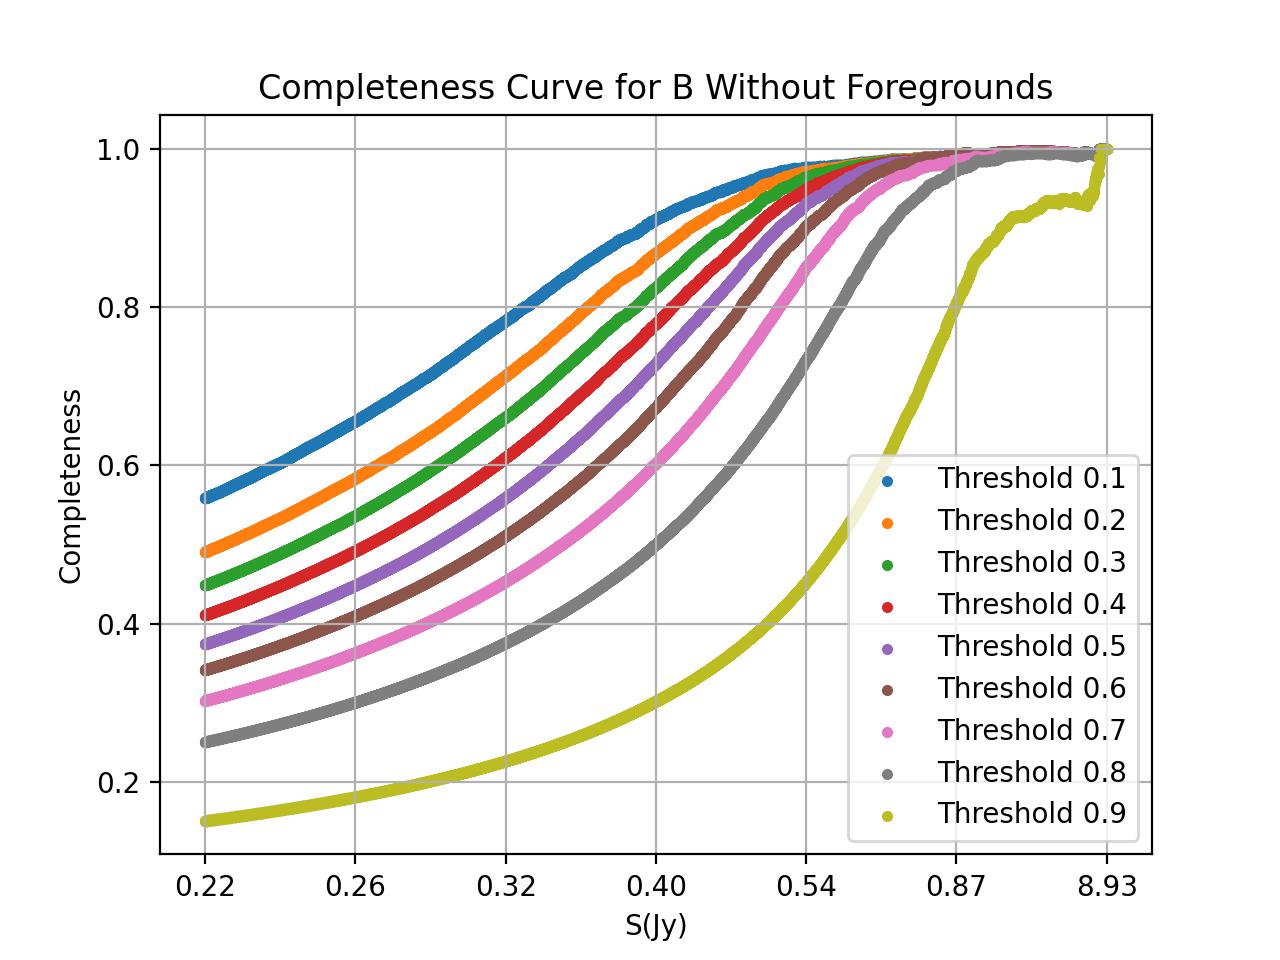 Completeness Curve for B Without Foregrounds
1.0
0.8
0.6
0.4
0.2
Completeness
Threshold 0.1
Threshold 0.2
Threshold 0.3
Threshold 0.4
Threshold 0.5
Threshold 0.6
Threshold 0.7
Threshold 0.8
Threshold 0.9
0.22 0.26 0.32 0.40 0.54 0.87 8.93
S(Jy)